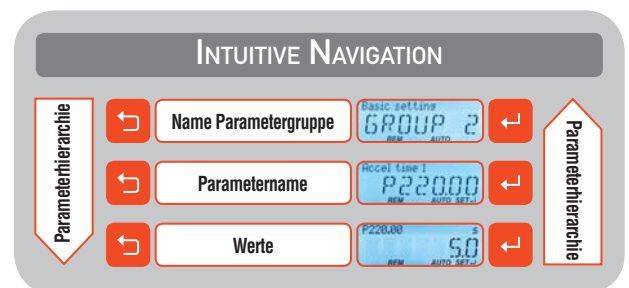 INTUITIVE NAVIGATION
Parameterhierarchie
Name Parametergruppe
Basic setting
GROUP 2
REM AUTO
Parametername
Accel time 1
P220.00
REM AUTO SET
Werte
P220.00 s
5.0
REM AUTO SET
Parameterhierarchie